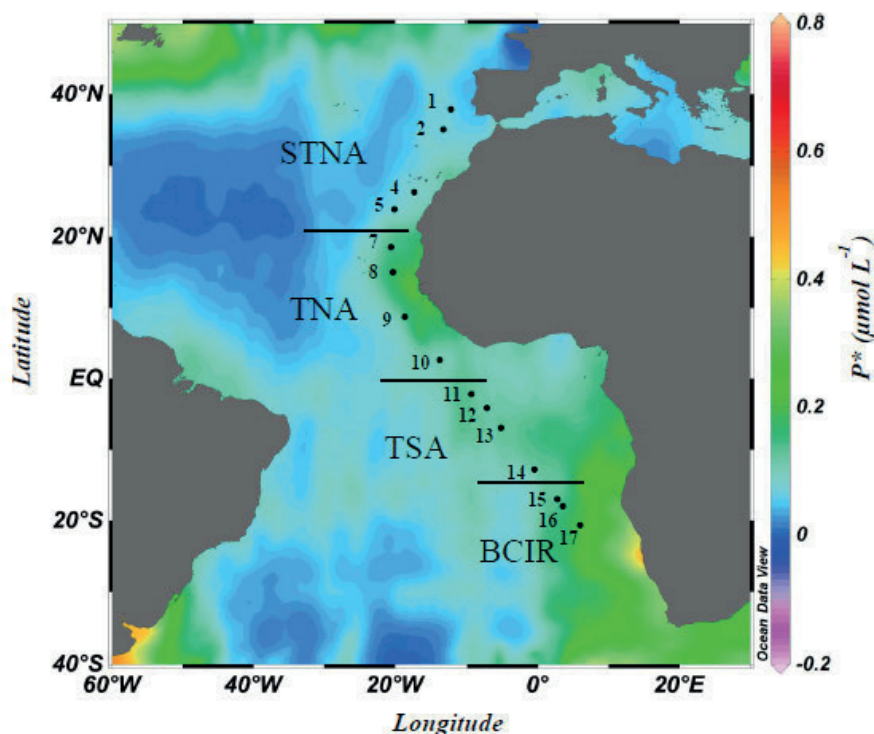 40°N
20°N
EQ
20°S
40°S
Latitude
60°W
40°W
20°W
0°
20°E
Longitude
1
2
STNA
4
5
7
8
TNA
9
10
11
12
13
TSA
14
15
16
17
BCIR
Ocean Data View
0.8
0.6
0.4
0.2
0
-0.2
P* (µmol L⁻¹)